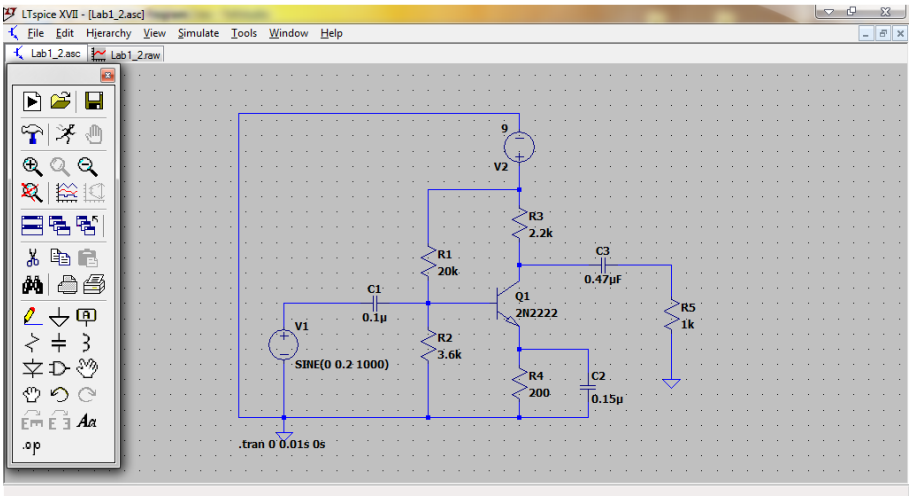 LTspice XVII - [Lab1_2.asc]
File Edit Hierarchy View Simulate Tools Window Help
Lab1_2.asc Lab1_2.raw
9
V2
R3
2.2k
R1
20k
C3
0.47µF
C1
0.1µ
Q1
2N2222
R5
1k
V1
SINE(0 0.2 1000)
R2
3.6k
R4
200
C2
0.15µ
.tran 0 0.01s 0s
Aa
.op